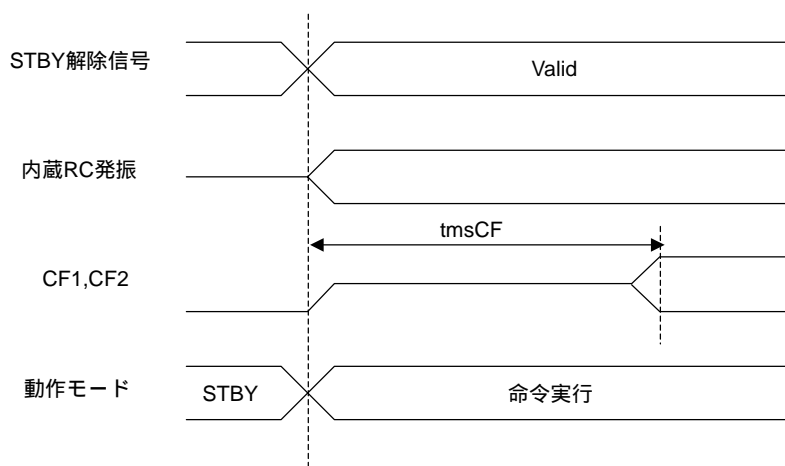 STBY解除信号
Valid
内蔵RC発振
tmsCF
CF1,CF2
動作モード
STBY
命令実行